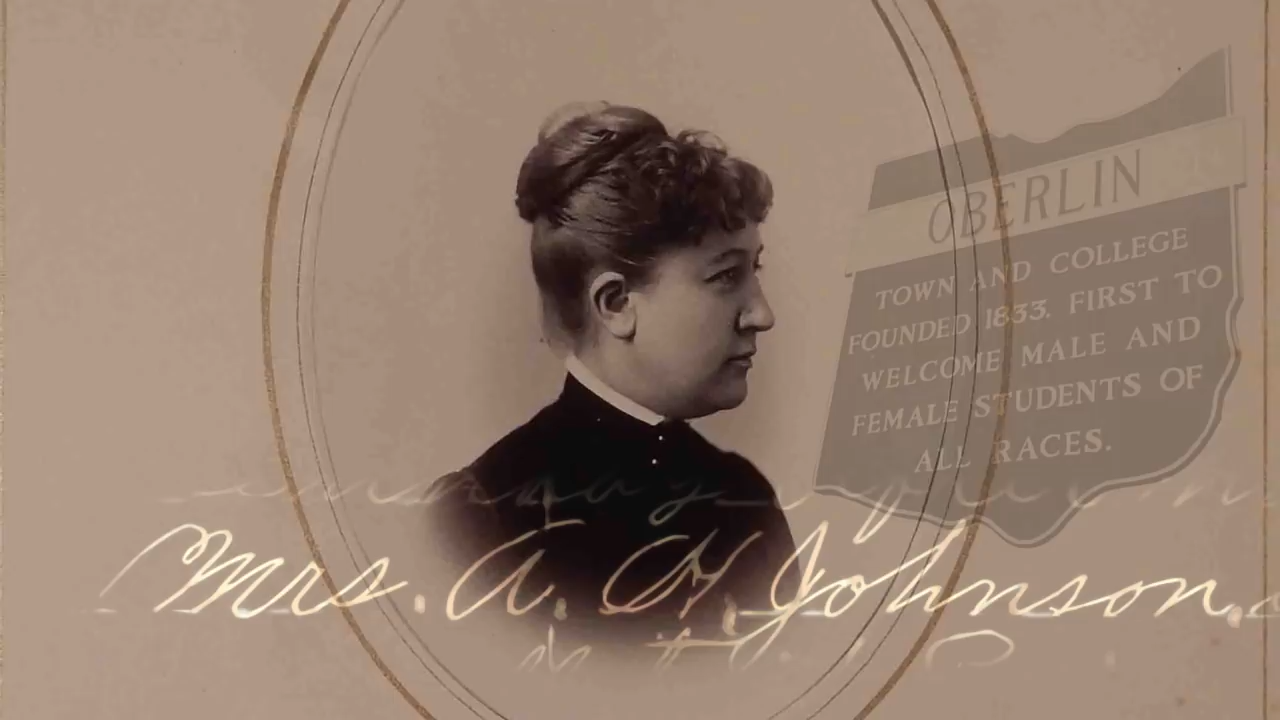 OBERLIN
TOWN AND COLLEGE
FOUNDED 1833. FIRST TO
WELCOME MALE AND
FEMALE STUDENTS OF
ALL RACES.
Mrs. A. H. Johnson.